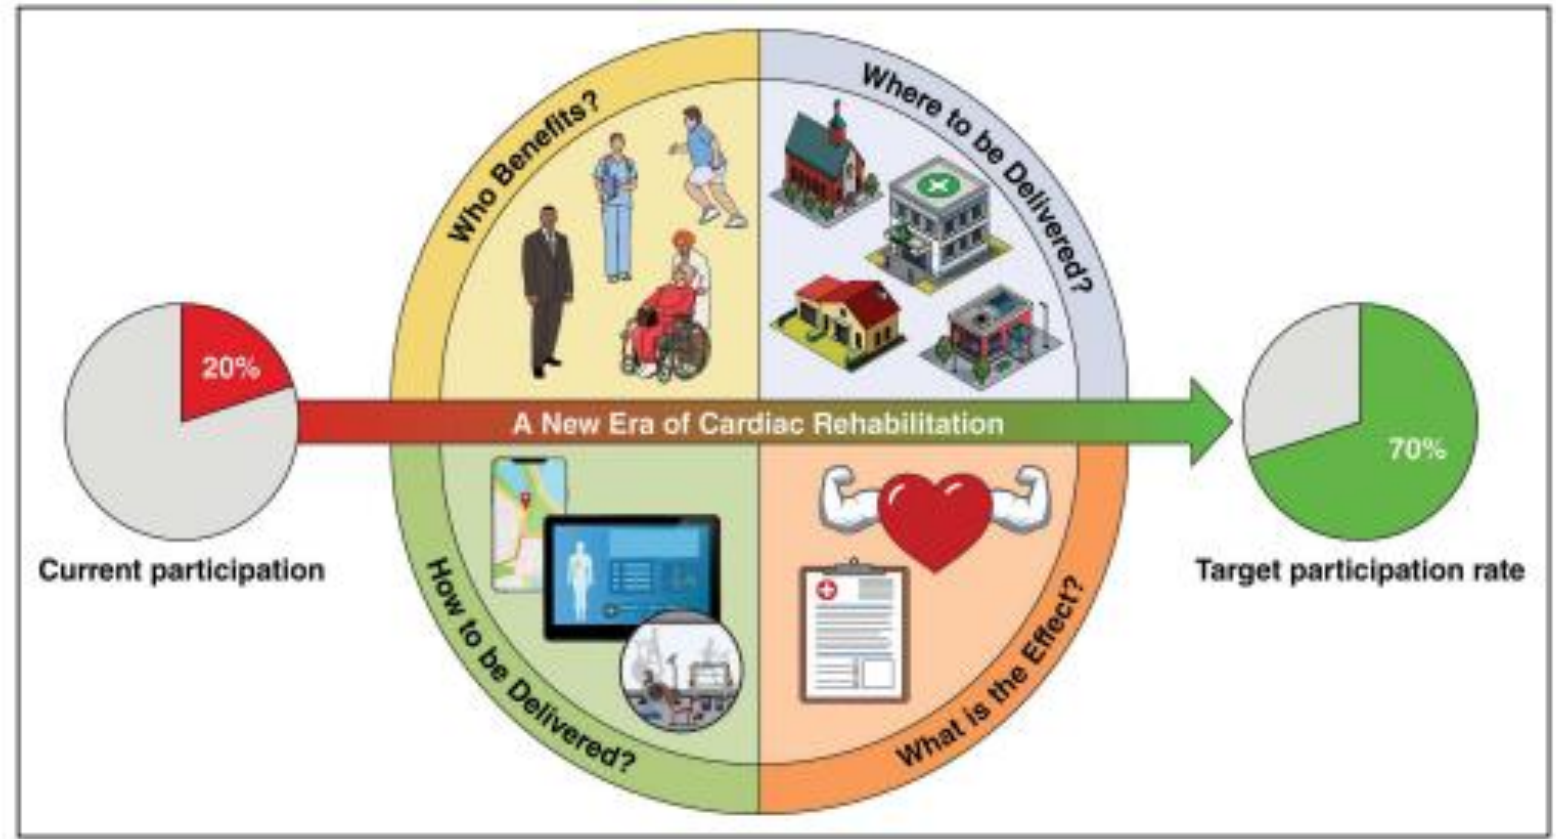 Who Benefits?
Where to be Delivered?
20%
A New Era of Cardiac Rehabilitation
70%
Current participation
Target participation rate
How to be Delivered?
What is the Effect?